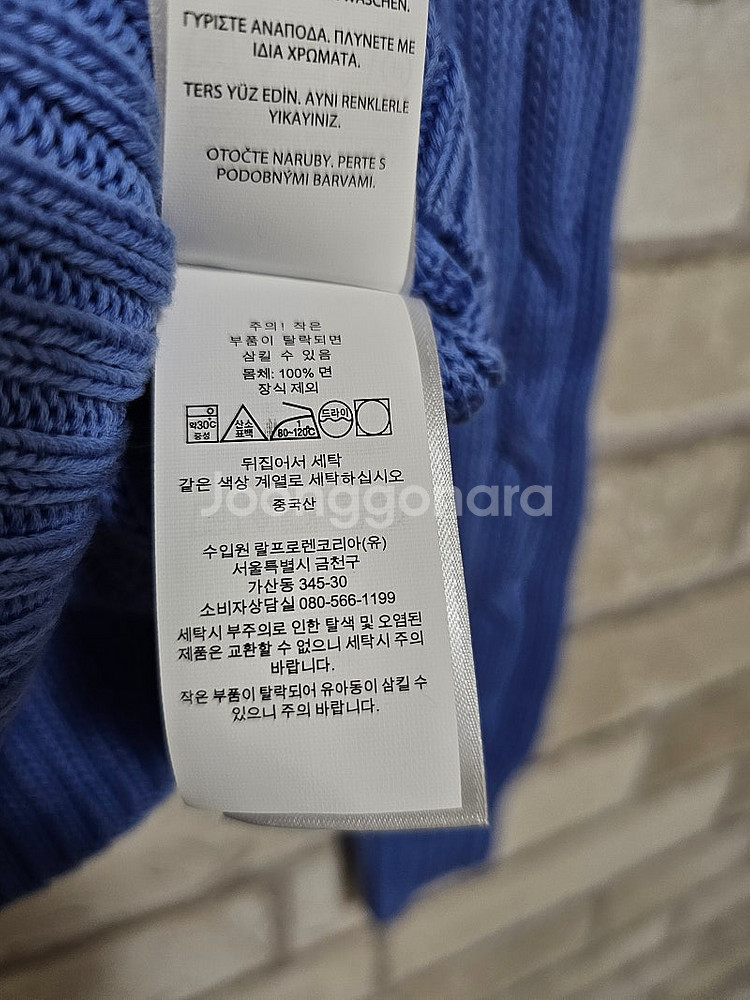 WASCHEN.
ΓΥΡΙΣΤΕ ΑΝΑΠΟΔΑ. ΠΛΥΝΕΤΕ ΜΕ
ΙΔΙΑ ΧΡΩΜΑΤΑ.
TERS YÜZ EDİN. AYNI RENKLERLE
YIKAYINIZ.
OTOČTE NARUBY. PERTE S
PODOBNÝMI BARVAMI.
주의! 작은
부품이 탈락되면
삼킬 수 있음
몸체: 100% 면
장식 제외
약30℃
중성
산소
표백
1
80~120℃
드라이
뒤집어서 세탁
같은 색상 계열로 세탁하십시오
Joonggonara
중국산
수입원 랄프로렌코리아(유)
서울특별시 금천구
가산동 345-30
소비자상담실 080-566-1199
세탁시 부주의로 인한 탈색 및 오염된
제품은 교환할 수 없으니 세탁시 주의
바랍니다.
작은 부품이 탈락되어 유아동이 삼킬 수
있으니 주의 바랍니다.